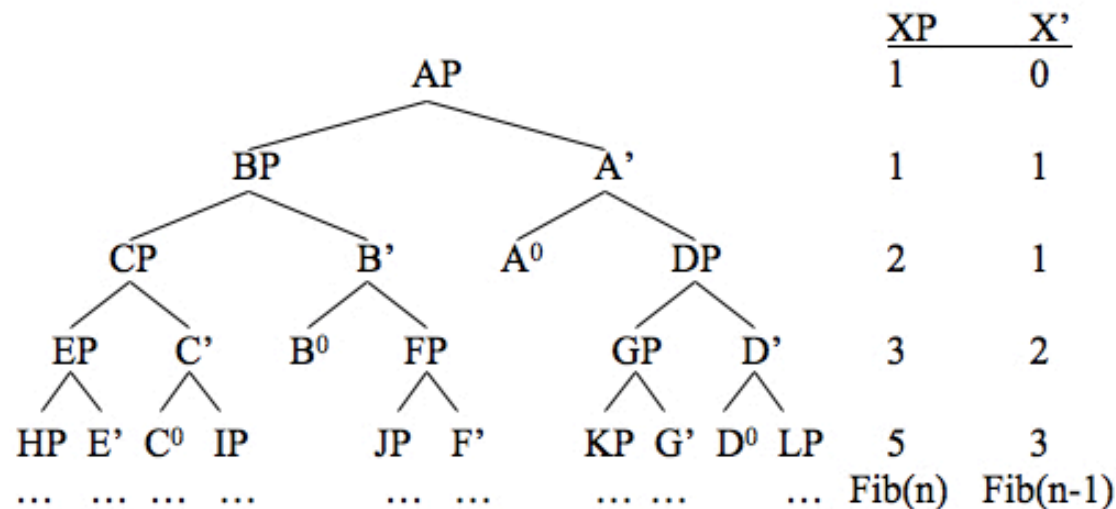 XP X’
AP 1 0
BP A’ 1 1
CP B’ A⁰ DP 2 1
EP C’ B⁰ FP GP D’ 3 2
HP E’ C⁰ IP JP F’ KP G’ D⁰ LP 5 3
... ... ... ... ... ... ... ... ... Fib(n) Fib(n-1)